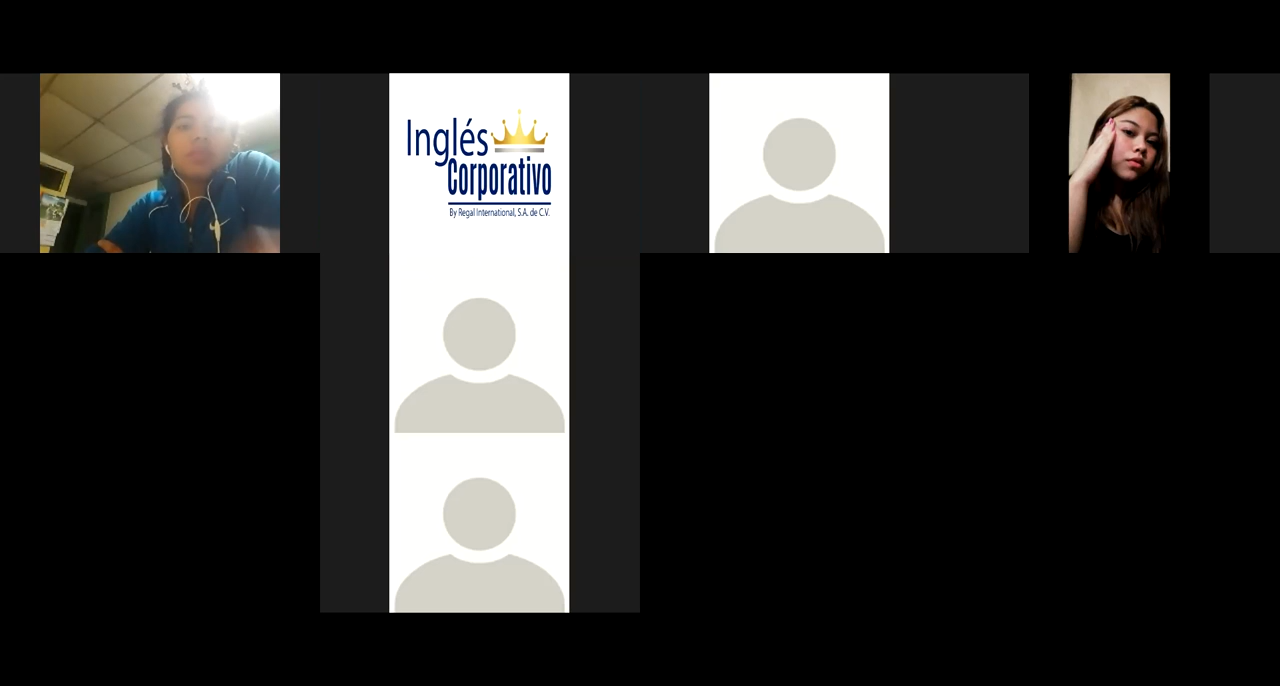 Inglés
Corporativo
By Regal International, S.A. de C.V.